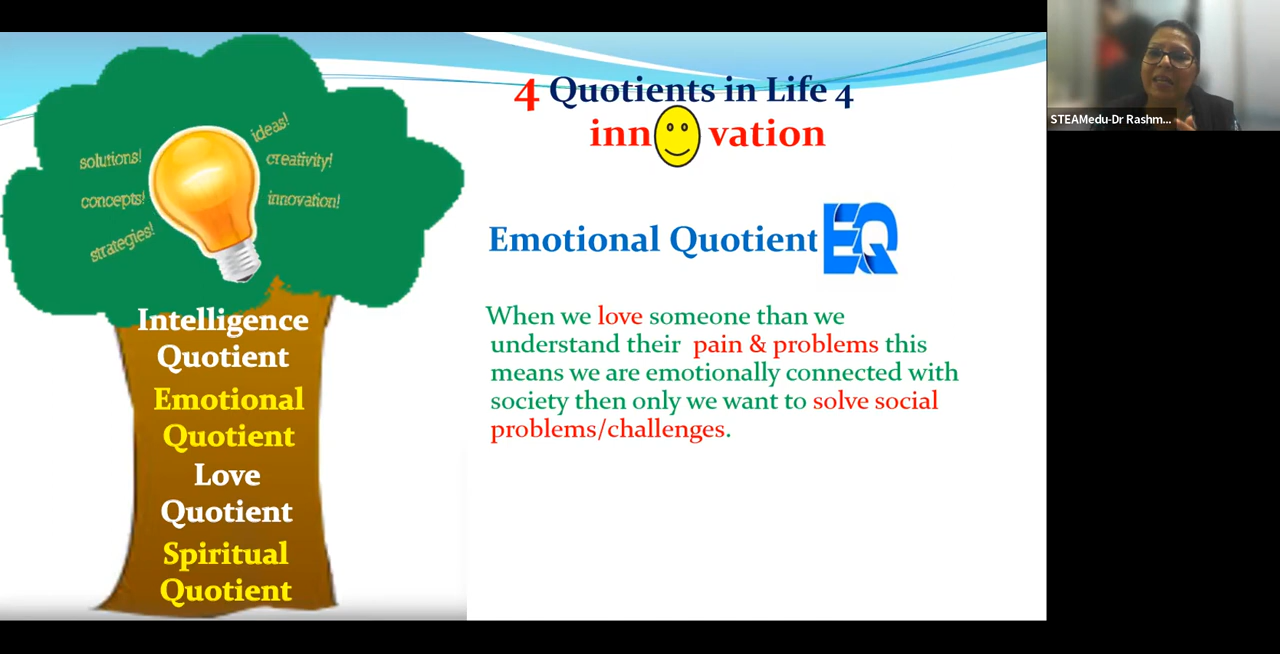 solutions!
concepts!
strategies!
ideas!
creativity!
innovation!
Intelligence
Quotient
Emotional
Quotient
Love
Quotient
Spiritual
Quotient
4 Quotients in Life 4
inn vation
Emotional Quotient EQ
When we love someone than we
understand their pain & problems this
means we are emotionally connected with
society then only we want to solve social
problems/challenges.
STEAMedu-Dr Rashm...